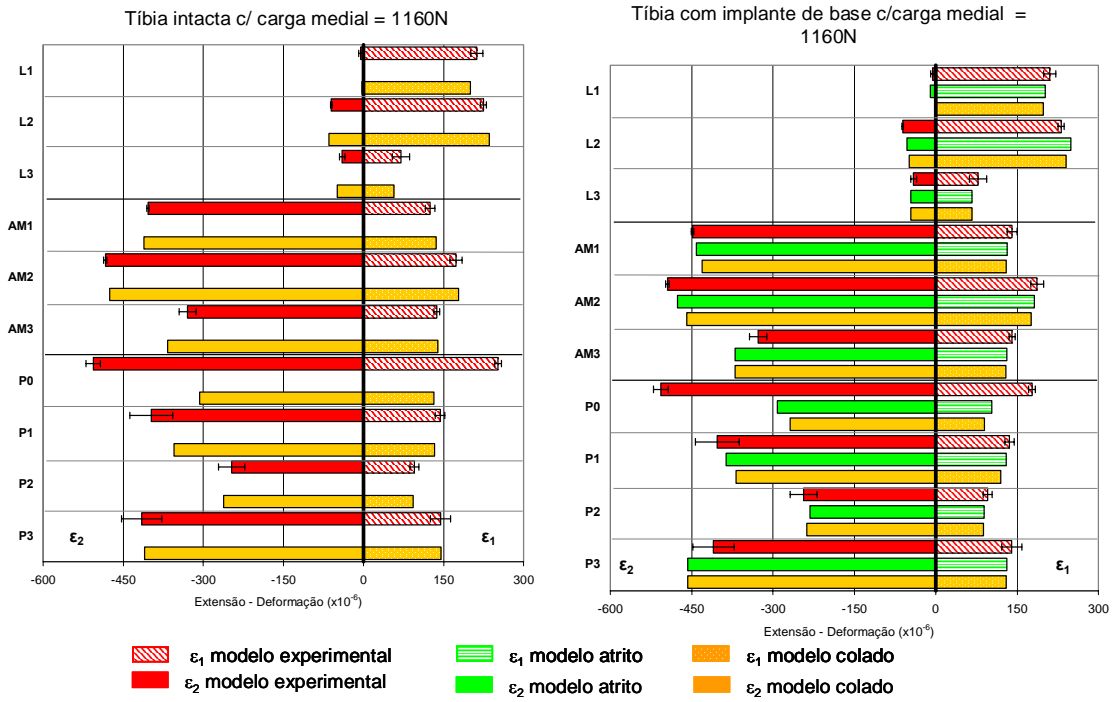 Tíbia intacta c/ carga medial = 1160N
L1
L2
L3
AM1
AM2
AM3
P0
P1
P2
P3
ε2
ε1
-600 -450 -300 -150 0 150 300
Extensão - Deformação (x10-6)
Tíbia com implante de base c/carga medial =
1160N
L1
L2
L3
AM1
AM2
AM3
P0
P1
P2
P3
ε2
ε1
-600 -450 -300 -150 0 150 300
Extensão - Deformação (x10-6)
ε1 modelo experimental ε1 modelo atrito ε1 modelo colado
ε2 modelo experimental ε2 modelo atrito ε2 modelo colado